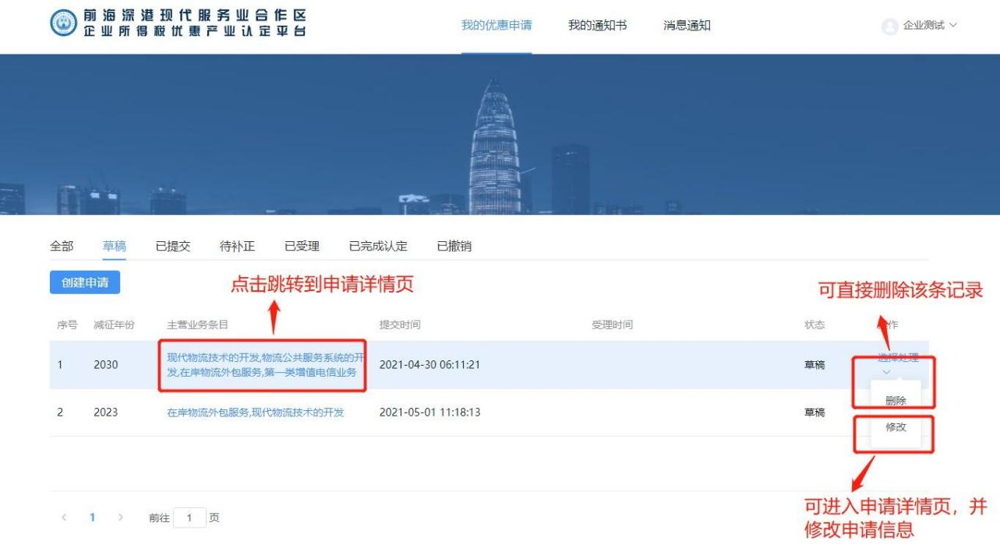 前海深港现代服务业合作区
企业所得税优惠产业认定平台
我的优惠申请 我的通知书 消息通知 企业测试
全部 草稿 已提交 待补正 已受理 已完成认定 已撤销
创建申请
点击跳转到申请详情页
可直接删除该条记录
序号 减征年份 主营业务条目 提交时间 受理时间 状态 操作
1 2030 现代物流技术的开发,物流公共服务系统的开 2021-04-30 06:11:21 草稿 选择处理
发,在岸物流外包服务,第一类增值电信业务
删除
2 2023 在岸物流外包服务,现代物流技术的开发 2021-05-01 11:18:13 草稿
修改
可进入申请详情页，并
修改申请信息
1 前往 1 页